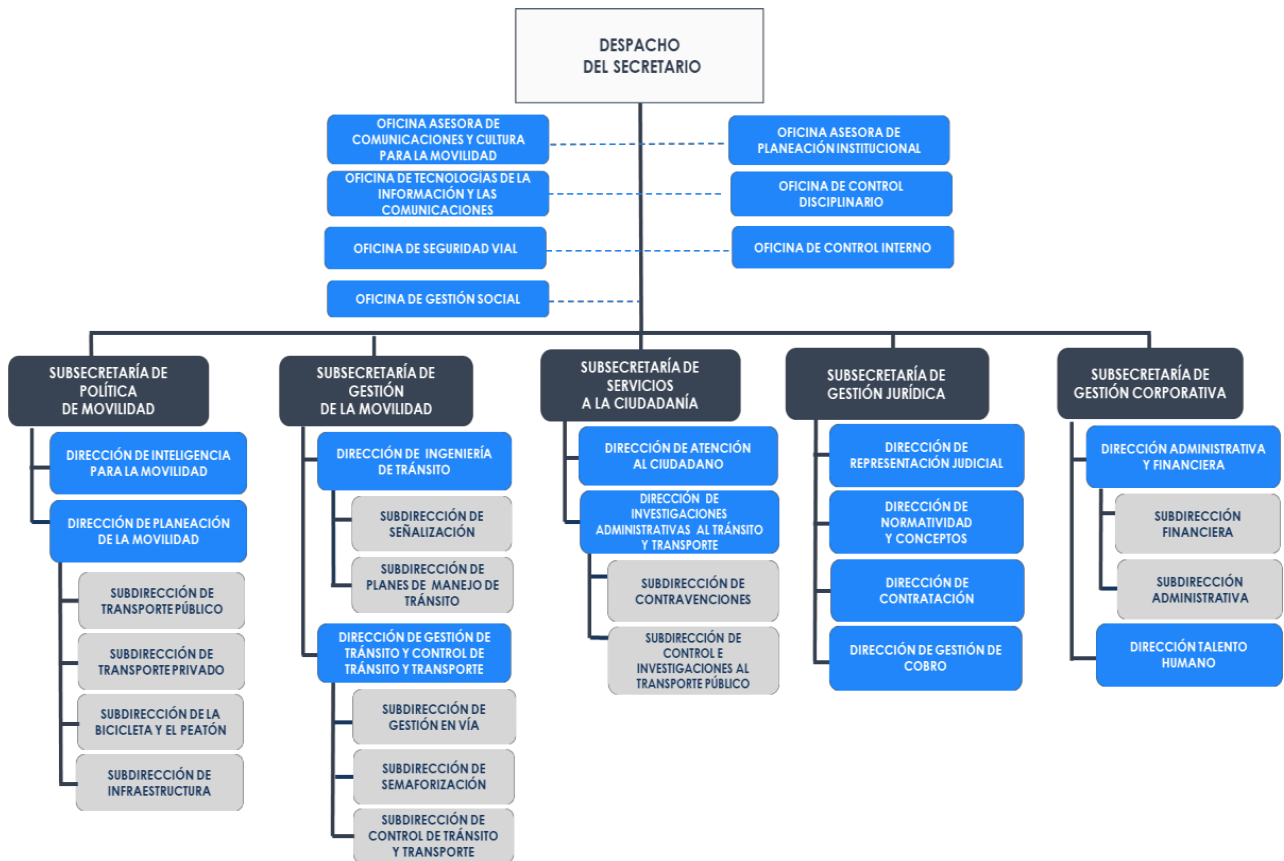 DESPACHO
DEL SECRETARIO
OFICINA ASESORA DE
COMUNICACIONES Y CULTURA
PARA LA MOVILIDAD
OFICINA ASESORA DE
PLANEACIÓN INSTITUCIONAL
OFICINA DE TECNOLOGÍAS DE LA
INFORMACIÓN Y LAS
COMUNICACIONES
OFICINA DE CONTROL
DISCIPLINARIO
OFICINA DE SEGURIDAD VIAL
OFICINA DE CONTROL INTERNO
OFICINA DE GESTIÓN SOCIAL
SUBSECRETARÍA DE
POLÍTICA
DE MOVILIDAD
DIRECCIÓN DE INTELIGENCIA
PARA LA MOVILIDAD
DIRECCIÓN DE PLANEACIÓN
DE LA MOVILIDAD
SUBDIRECCIÓN DE
TRANSPORTE PÚBLICO
SUBDIRECCIÓN DE
TRANSPORTE PRIVADO
SUBDIRECCIÓN DE LA
BICICLETA Y EL PEATÓN
SUBDIRECCIÓN DE
INFRAESTRUCTURA
SUBSECRETARÍA DE
GESTIÓN
DE LA MOVILIDAD
DIRECCIÓN DE INGENIERÍA
DE TRÁNSITO
SUBDIRECCIÓN DE
SEÑALIZACIÓN
SUBDIRECCIÓN DE
PLANES DE MANEJO DE
TRÁNSITO
DIRECCIÓN DE GESTIÓN DE
TRÁNSITO Y CONTROL DE
TRÁNSITO Y TRANSPORTE
SUBDIRECCIÓN DE
GESTIÓN EN VÍA
SUBDIRECCIÓN DE
SEMAFORIZACIÓN
SUBDIRECCIÓN DE
CONTROL DE TRÁNSITO
Y TRANSPORTE
SUBSECRETARÍA DE
SERVICIOS
A LA CIUDADANÍA
DIRECCIÓN DE ATENCIÓN
AL CIUDADANO
DIRECCIÓN DE
INVESTIGACIONES
ADMINISTRATIVAS AL TRÁNSITO
Y TRANSPORTE
SUBDIRECCIÓN DE
CONTRAVENCIONES
SUBDIRECCIÓN DE
CONTROL E
INVESTIGACIONES AL
TRANSPORTE PÚBLICO
SUBSECRETARÍA DE
GESTIÓN JURÍDICA
DIRECCIÓN DE
REPRESENTACIÓN JUDICIAL
DIRECCIÓN DE
NORMATIVIDAD
Y CONCEPTOS
DIRECCIÓN DE
CONTRATACIÓN
DIRECCIÓN DE GESTIÓN DE
COBRO
SUBSECRETARÍA DE
GESTIÓN CORPORATIVA
DIRECCIÓN ADMINISTRATIVA
Y FINANCIERA
SUBDIRECCIÓN
FINANCIERA
SUBDIRECCIÓN
ADMINISTRATIVA
DIRECCIÓN TALENTO
HUMANO